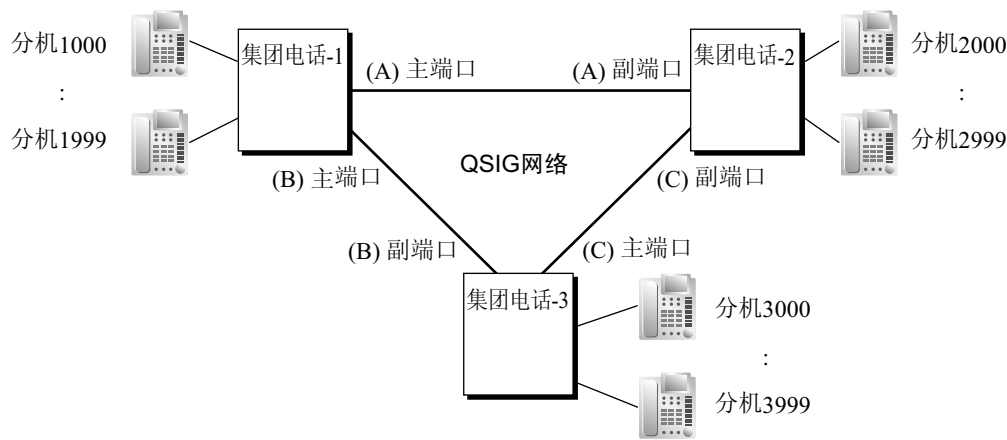 分机1000
:
分机1999
集团电话-1
(A) 主端口
(A) 副端口
集团电话-2
分机2000
:
分机2999
(B) 主端口
QSIG网络
(C) 副端口
(B) 副端口
(C) 主端口
集团电话-3
分机3000
:
分机3999